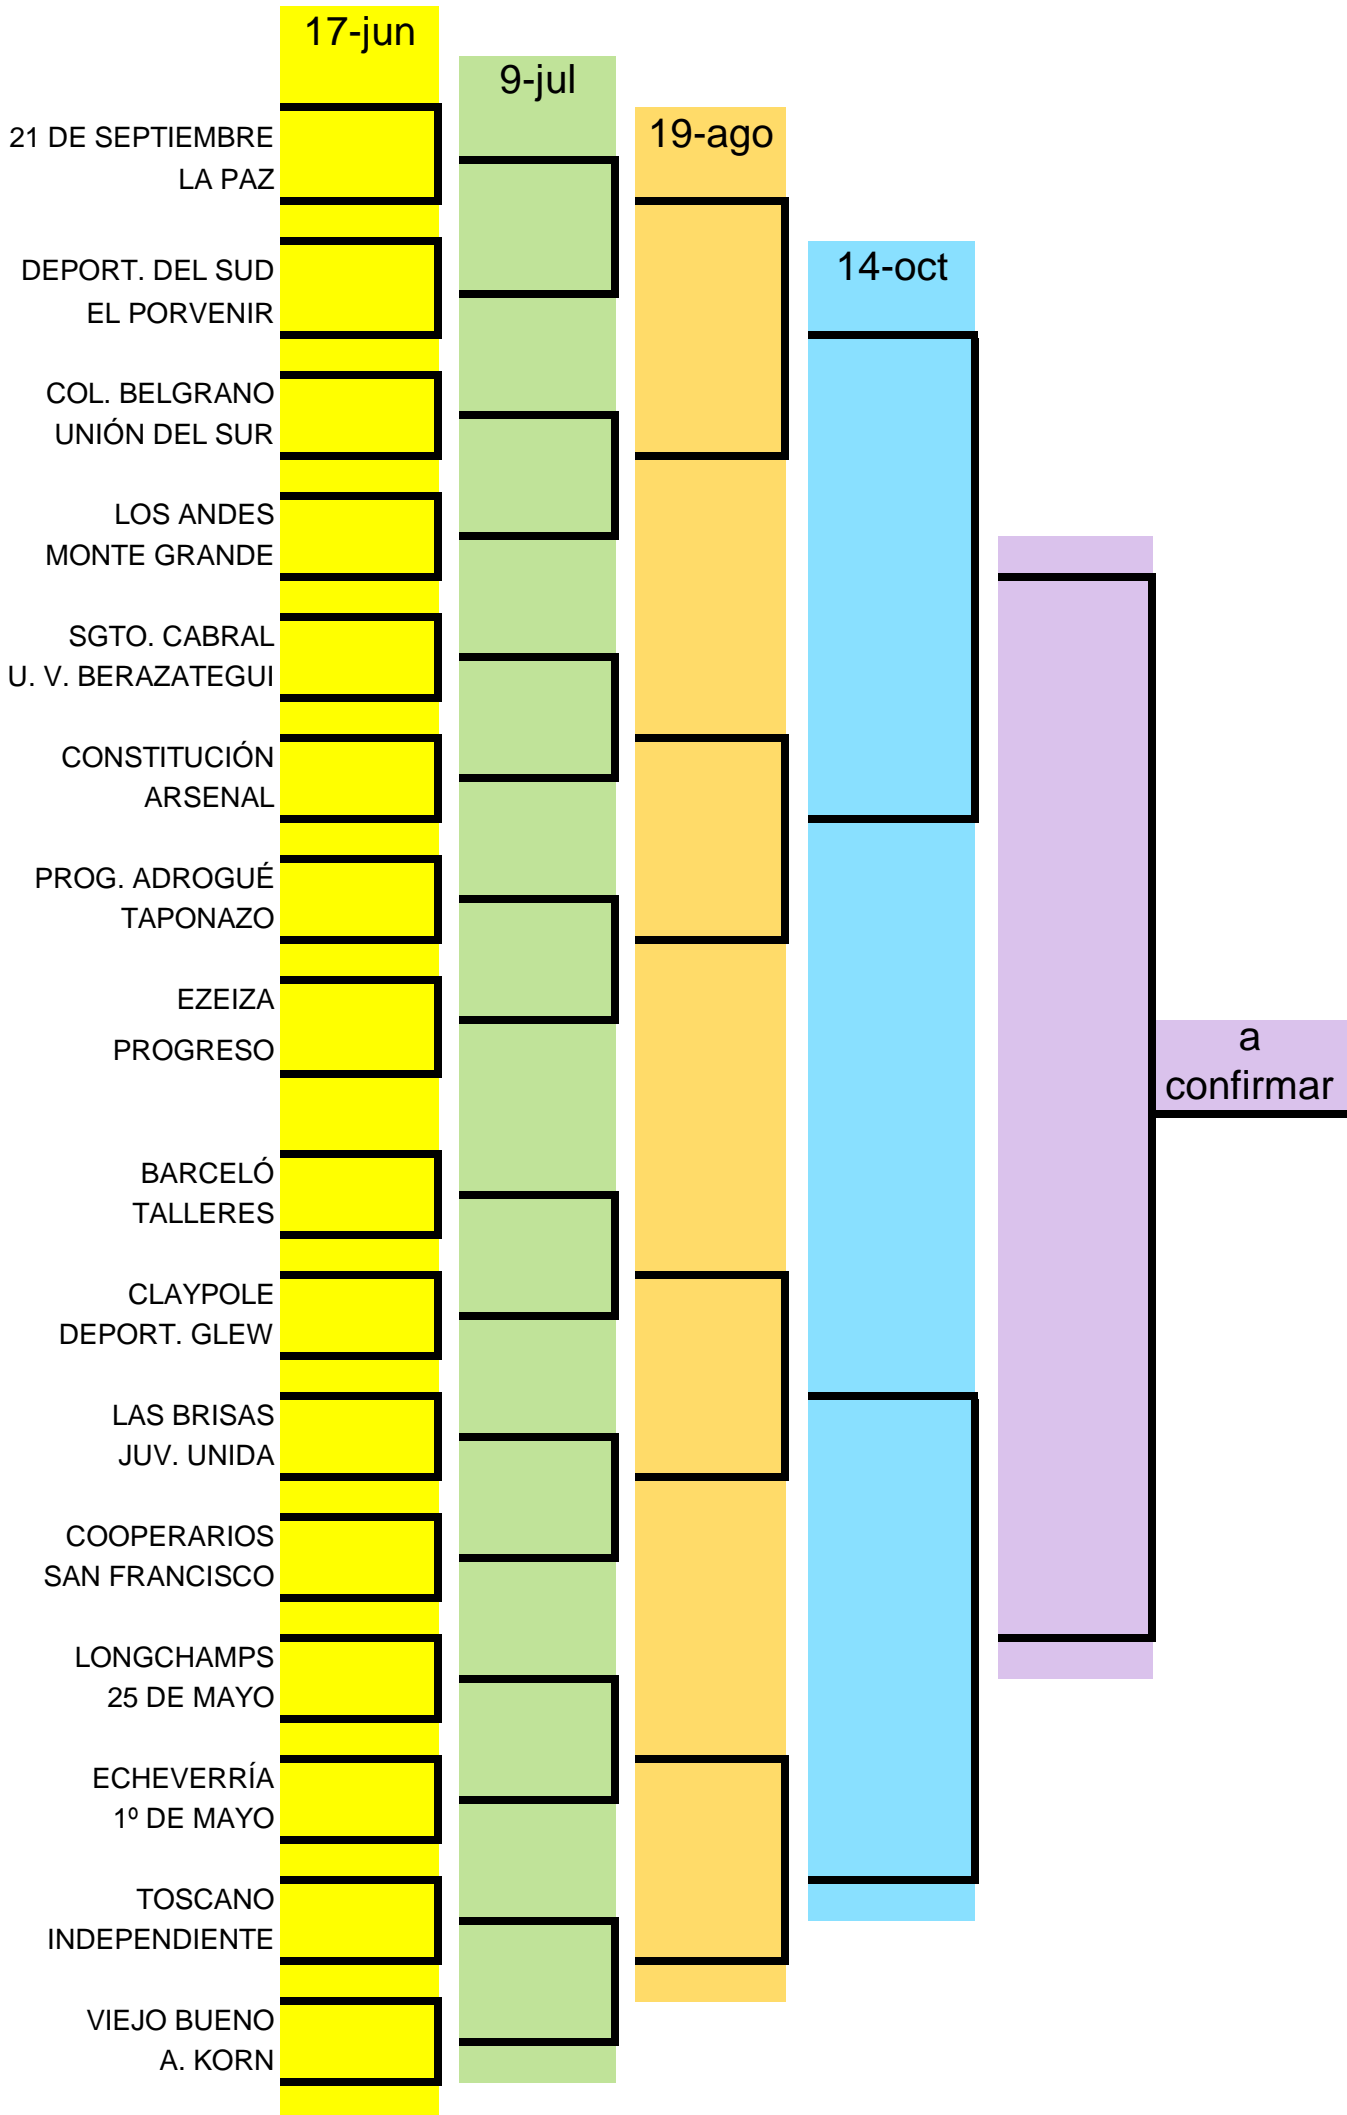 17-jun
9-jul
19-ago
14-oct
21 DE SEPTIEMBRE
LA PAZ
DEPORT. DEL SUD
EL PORVENIR
COL. BELGRANO
UNIÓN DEL SUR
LOS ANDES
MONTE GRANDE
SGTO. CABRAL
U. V. BERAZATEGUI
CONSTITUCIÓN
ARSENAL
PROG. ADROGUÉ
TAPONAZO
EZEIZA
PROGRESO
a
confirmar
BARCELÓ
TALLERES
CLAYPOLE
DEPORT. GLEW
LAS BRISAS
JUV. UNIDA
COOPERARIOS
SAN FRANCISCO
LONGCHAMPS
25 DE MAYO
ECHEVERRÍA
1º DE MAYO
TOSCANO
INDEPENDIENTE
VIEJO BUENO
A. KORN